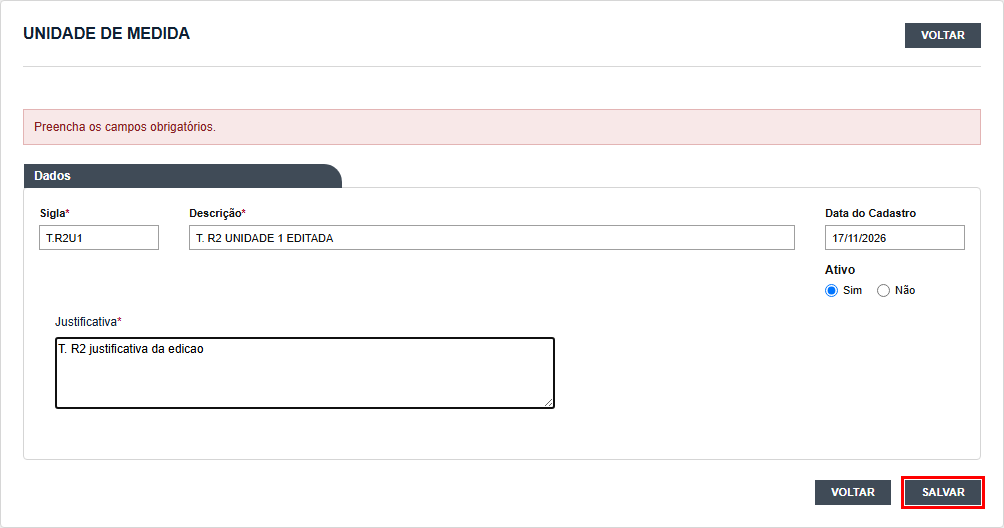 UNIDADE DE MEDIDA
VOLTAR
Preencha os campos obrigatórios.
Dados
Sigla* Descrição* Data do Cadastro
T.R2U1 T. R2 UNIDADE 1 EDITADA 17/11/2026
Ativo
Sim Não
Justificativa*
T. R2 justificativa da edicao
VOLTAR SALVAR